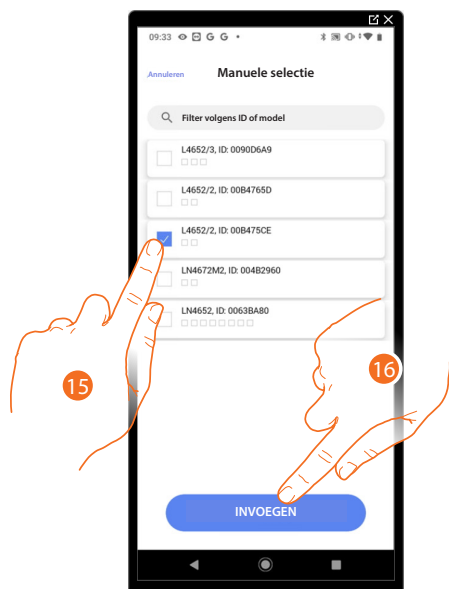 09:33 G G
Annuleren Manuele selectie
Filter volgens ID of model
L4652/3, ID: 0090D6A9
L4652/2, ID: 00B4765D
L4652/2, ID: 00B475CE
LN4672M2, ID: 004B2960
LN4652, ID: 0063BA80
15
16
INVOEGEN